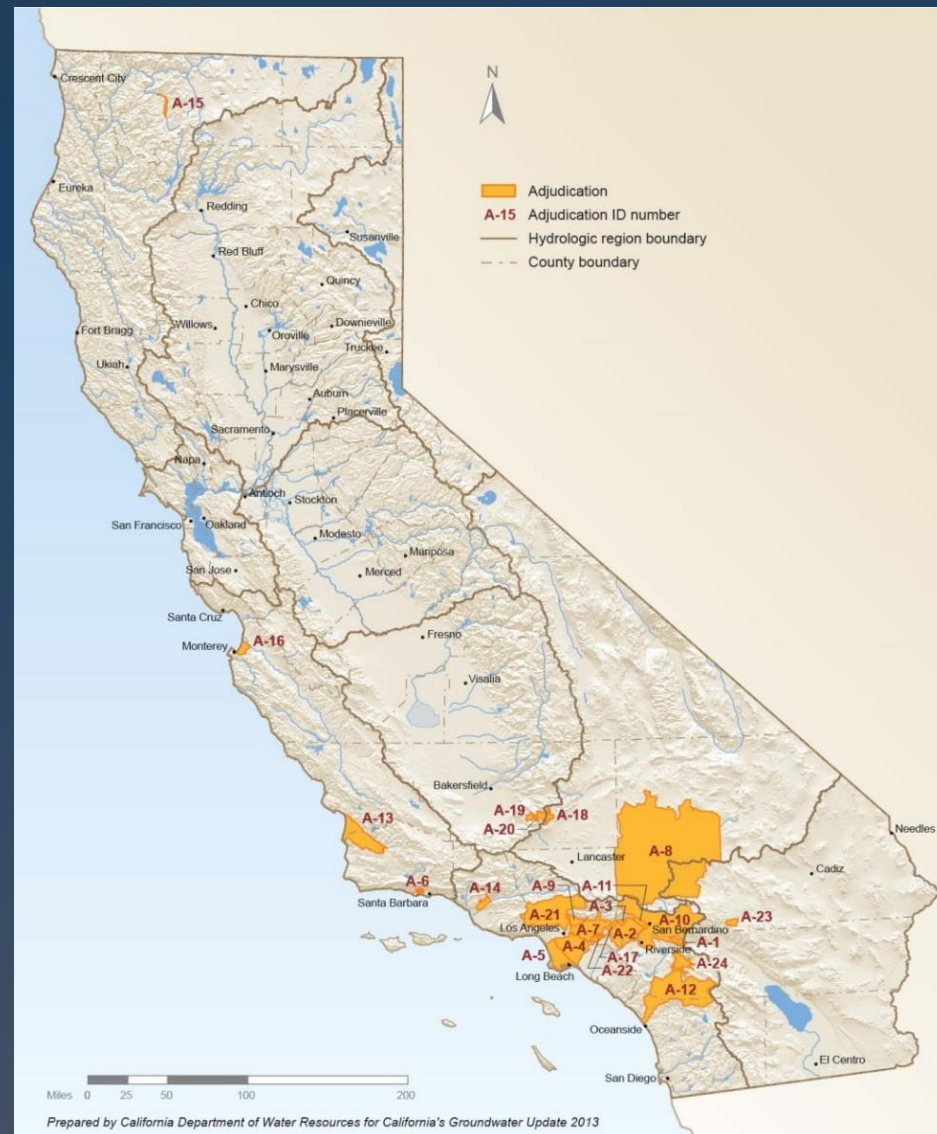 N
Adjudication
A-15 Adjudication ID number
Hydrologic region boundary
County boundary
Crescent City
A-15
Eureka
Redding
Susanville
Red Bluff
Quincy
Chico
Fort Bragg
Willows
Oroville
Downieville
Truckee
Ukiah
Marysville
Auburn
Placerville
Sacramento
Napa
Antioch
Stockton
San Francisco
Oakland
Modesto
Mariposa
San Jose
Merced
Santa Cruz
Monterey
A-16
Fresno
Visalia
Bakersfield
A-19
A-18
A-20
A-13
Needles
Lancaster
A-8
Cadiz
A-6
A-14
A-9
A-11
Santa Barbara
A-3
A-21
A-10
A-23
Los Angeles
A-7
A-2
San Bernardino
A-1
A-4
Riverside
A-5
A-17
A-24
Long Beach
A-22
A-12
Oceanside
El Centro
San Diego
Miles 0 25 50 100 200
Prepared by California Department of Water Resources for California's Groundwater Update 2013